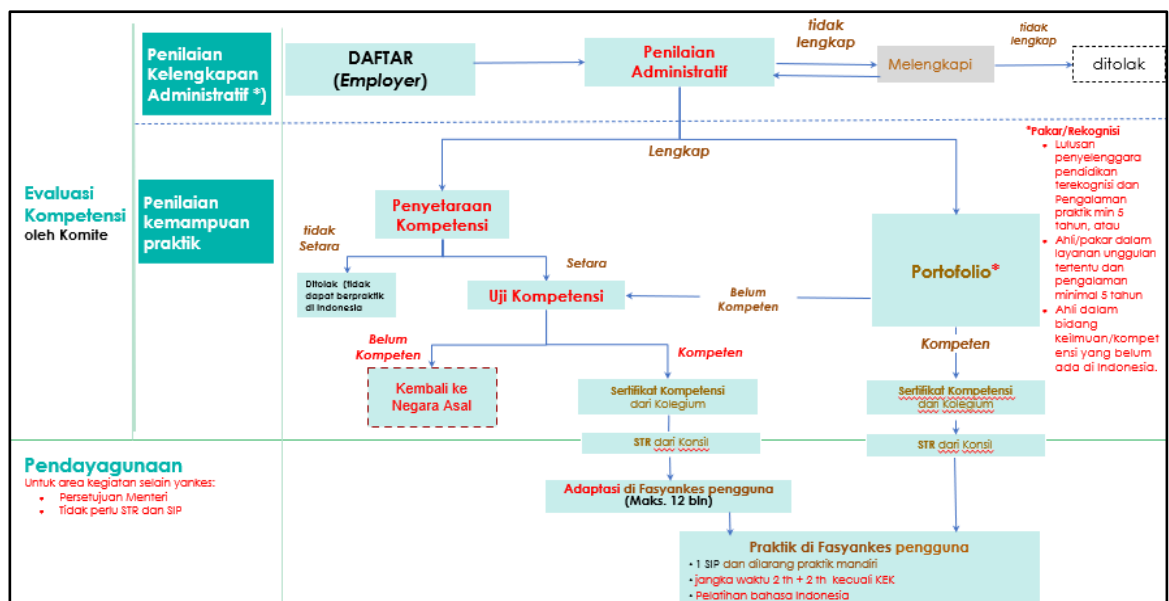 Penilaian
Kelengkapan
Administratif *)
DAFTAR
(Employer)
Penilaian
Administratif
tidak
lengkap
Melengkapi
tidak
lengkap
ditolak
Lengkap
Evaluasi
Kompetensi
oleh Komite
Penilaian
kemampuan
praktik
Penyetaraan
Kompetensi
tidak
Setara
Ditolak (tidak
dapat berpraktik
di Indonesia
Setara
Uji Kompetensi
Belum
Kompeten
Portofolio*
*Pakar/Rekognisi
• Lulusan
penyelenggara
pendidikan
terekognisi dan
Pengalaman
praktik min 5
tahun, atau
• Ahli/pakar dalam
layanan unggulan
tertentu dan
pengalaman
minimal 5 tahun
• Ahli dalam
bidang
keilmuan/kompet
ensi yang belum
ada di Indonesia.
Belum
Kompeten
Kembali ke
Negara Asal
Kompeten
Kompeten
Sertifikat Kompetensi
dari Kolegium
Sertifikat Kompetensi
dari Kolegium
STR dari Konsil
STR dari Konsil
Pendayagunaan
Untuk area kegiatan selain yankes:
• Persetujuan Menteri
• Tidak perlu STR dan SIP
Adaptasi di Fasyankes pengguna
(Maks. 12 bln)
Praktik di Fasyankes pengguna
• 1 SIP dan dilarang praktik mandiri
• jangka waktu 2 th + 2 th kecuali KEK
• Pelatihan bahasa Indonesia